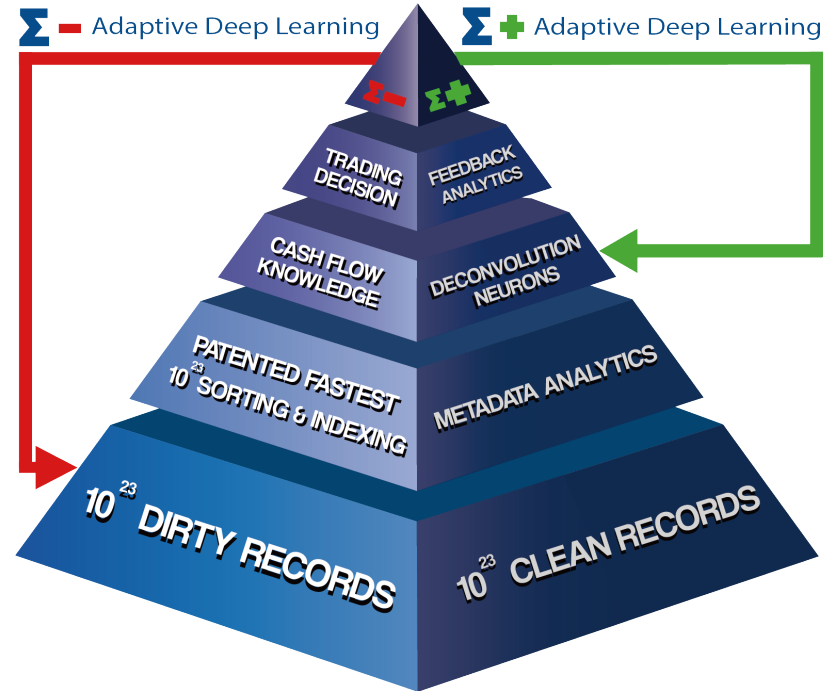 Σ - Adaptive Deep Learning
Σ + Adaptive Deep Learning
Σ -
Σ +
TRADING
DECISION
FEEDBACK
ANALYTICS
CASH FLOW
KNOWLEDGE
DECONVOLUTION
NEURONS
PATENTED FASTEST
10²³ SORTING & INDEXING
METADATA ANALYTICS
10²³ DIRTY RECORDS
10²³ CLEAN RECORDS